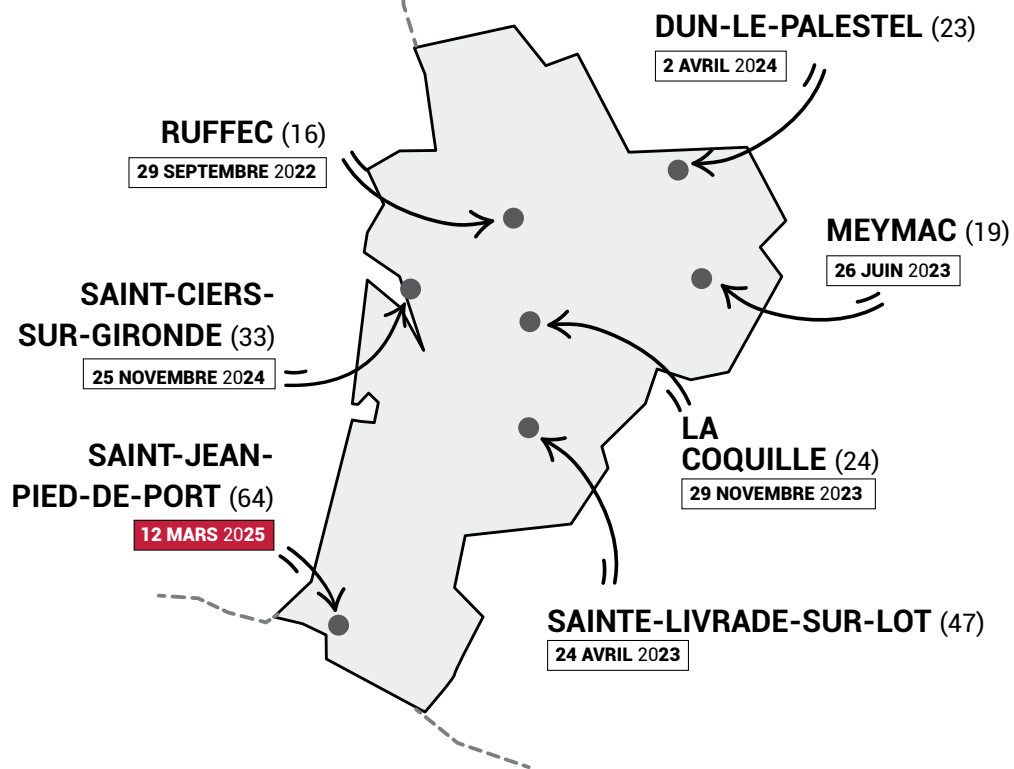 DUN-LE-PALESTEL (23)
2 AVRIL 2024
RUFFEC (16)
29 SEPTEMBRE 2022
MEYMAC (19)
26 JUIN 2023
SAINT-CIERS-
SUR-GIRONDE (33)
25 NOVEMBRE 2024
LA
COQUILLE (24)
29 NOVEMBRE 2023
SAINT-JEAN-
PIED-DE-PORT (64)
12 MARS 2025
SAINTE-LIVRADE-SUR-LOT (47)
24 AVRIL 2023